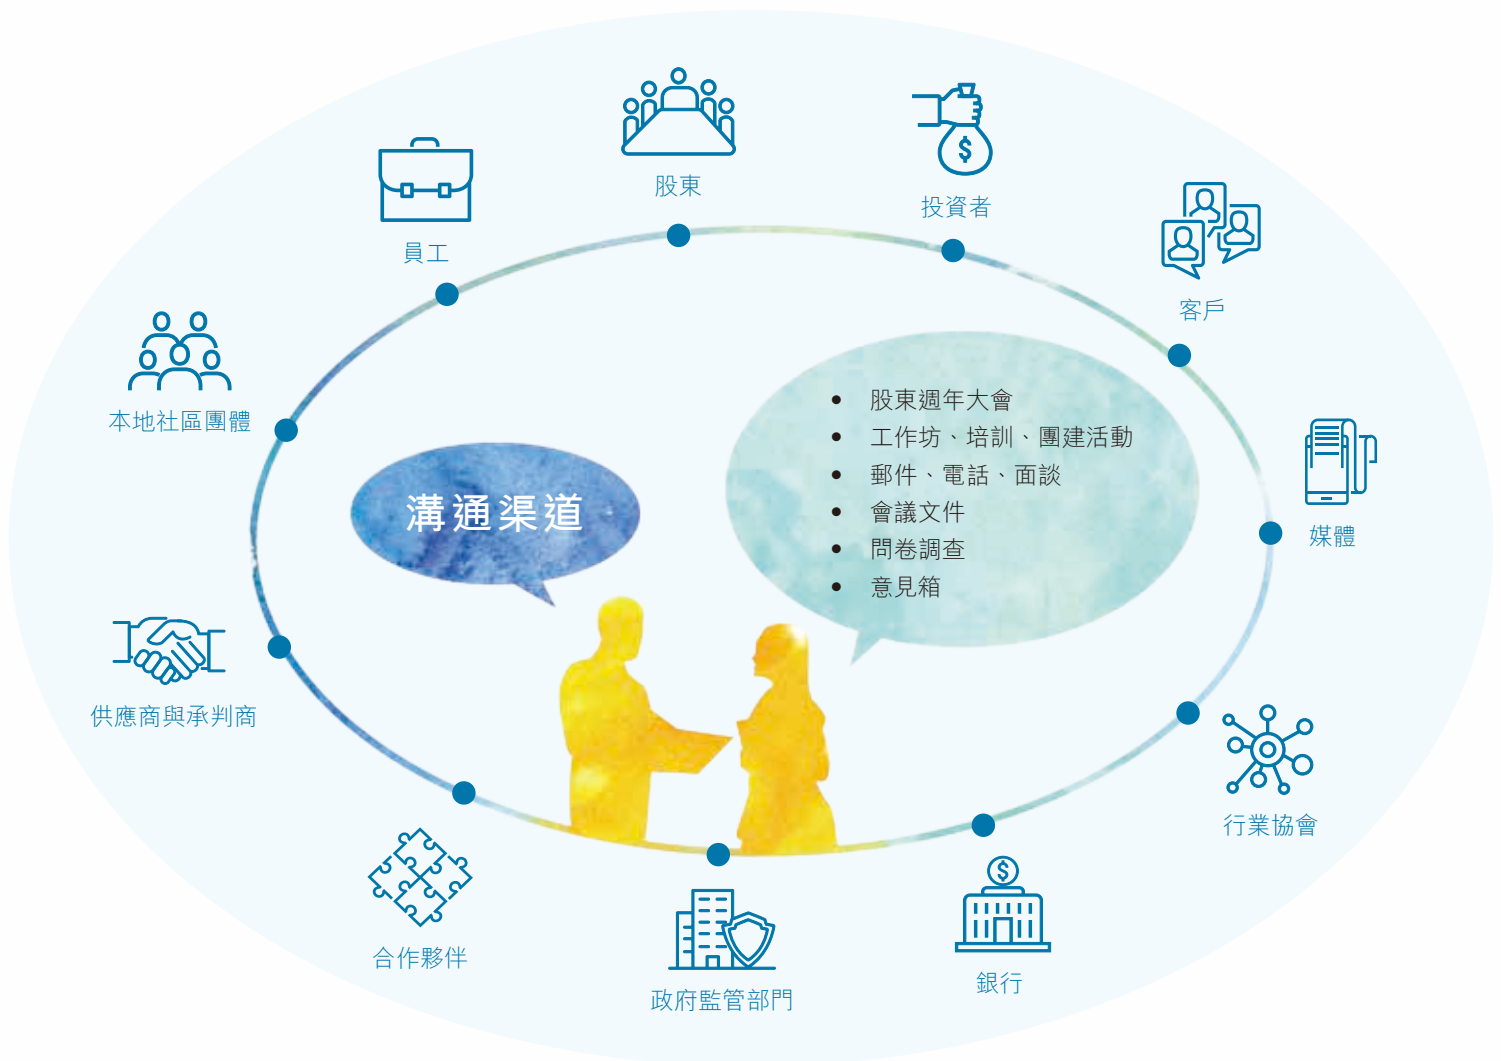 股東
投資者
員工
客戶
本地社區團體
溝通渠道
• 股東週年大會
• 工作坊、培訓、團建活動
• 郵件、電話、面談
• 會議文件
• 問卷調查
• 意見箱
媒體
供應商與承判商
行業協會
合作夥伴
政府監管部門
銀行